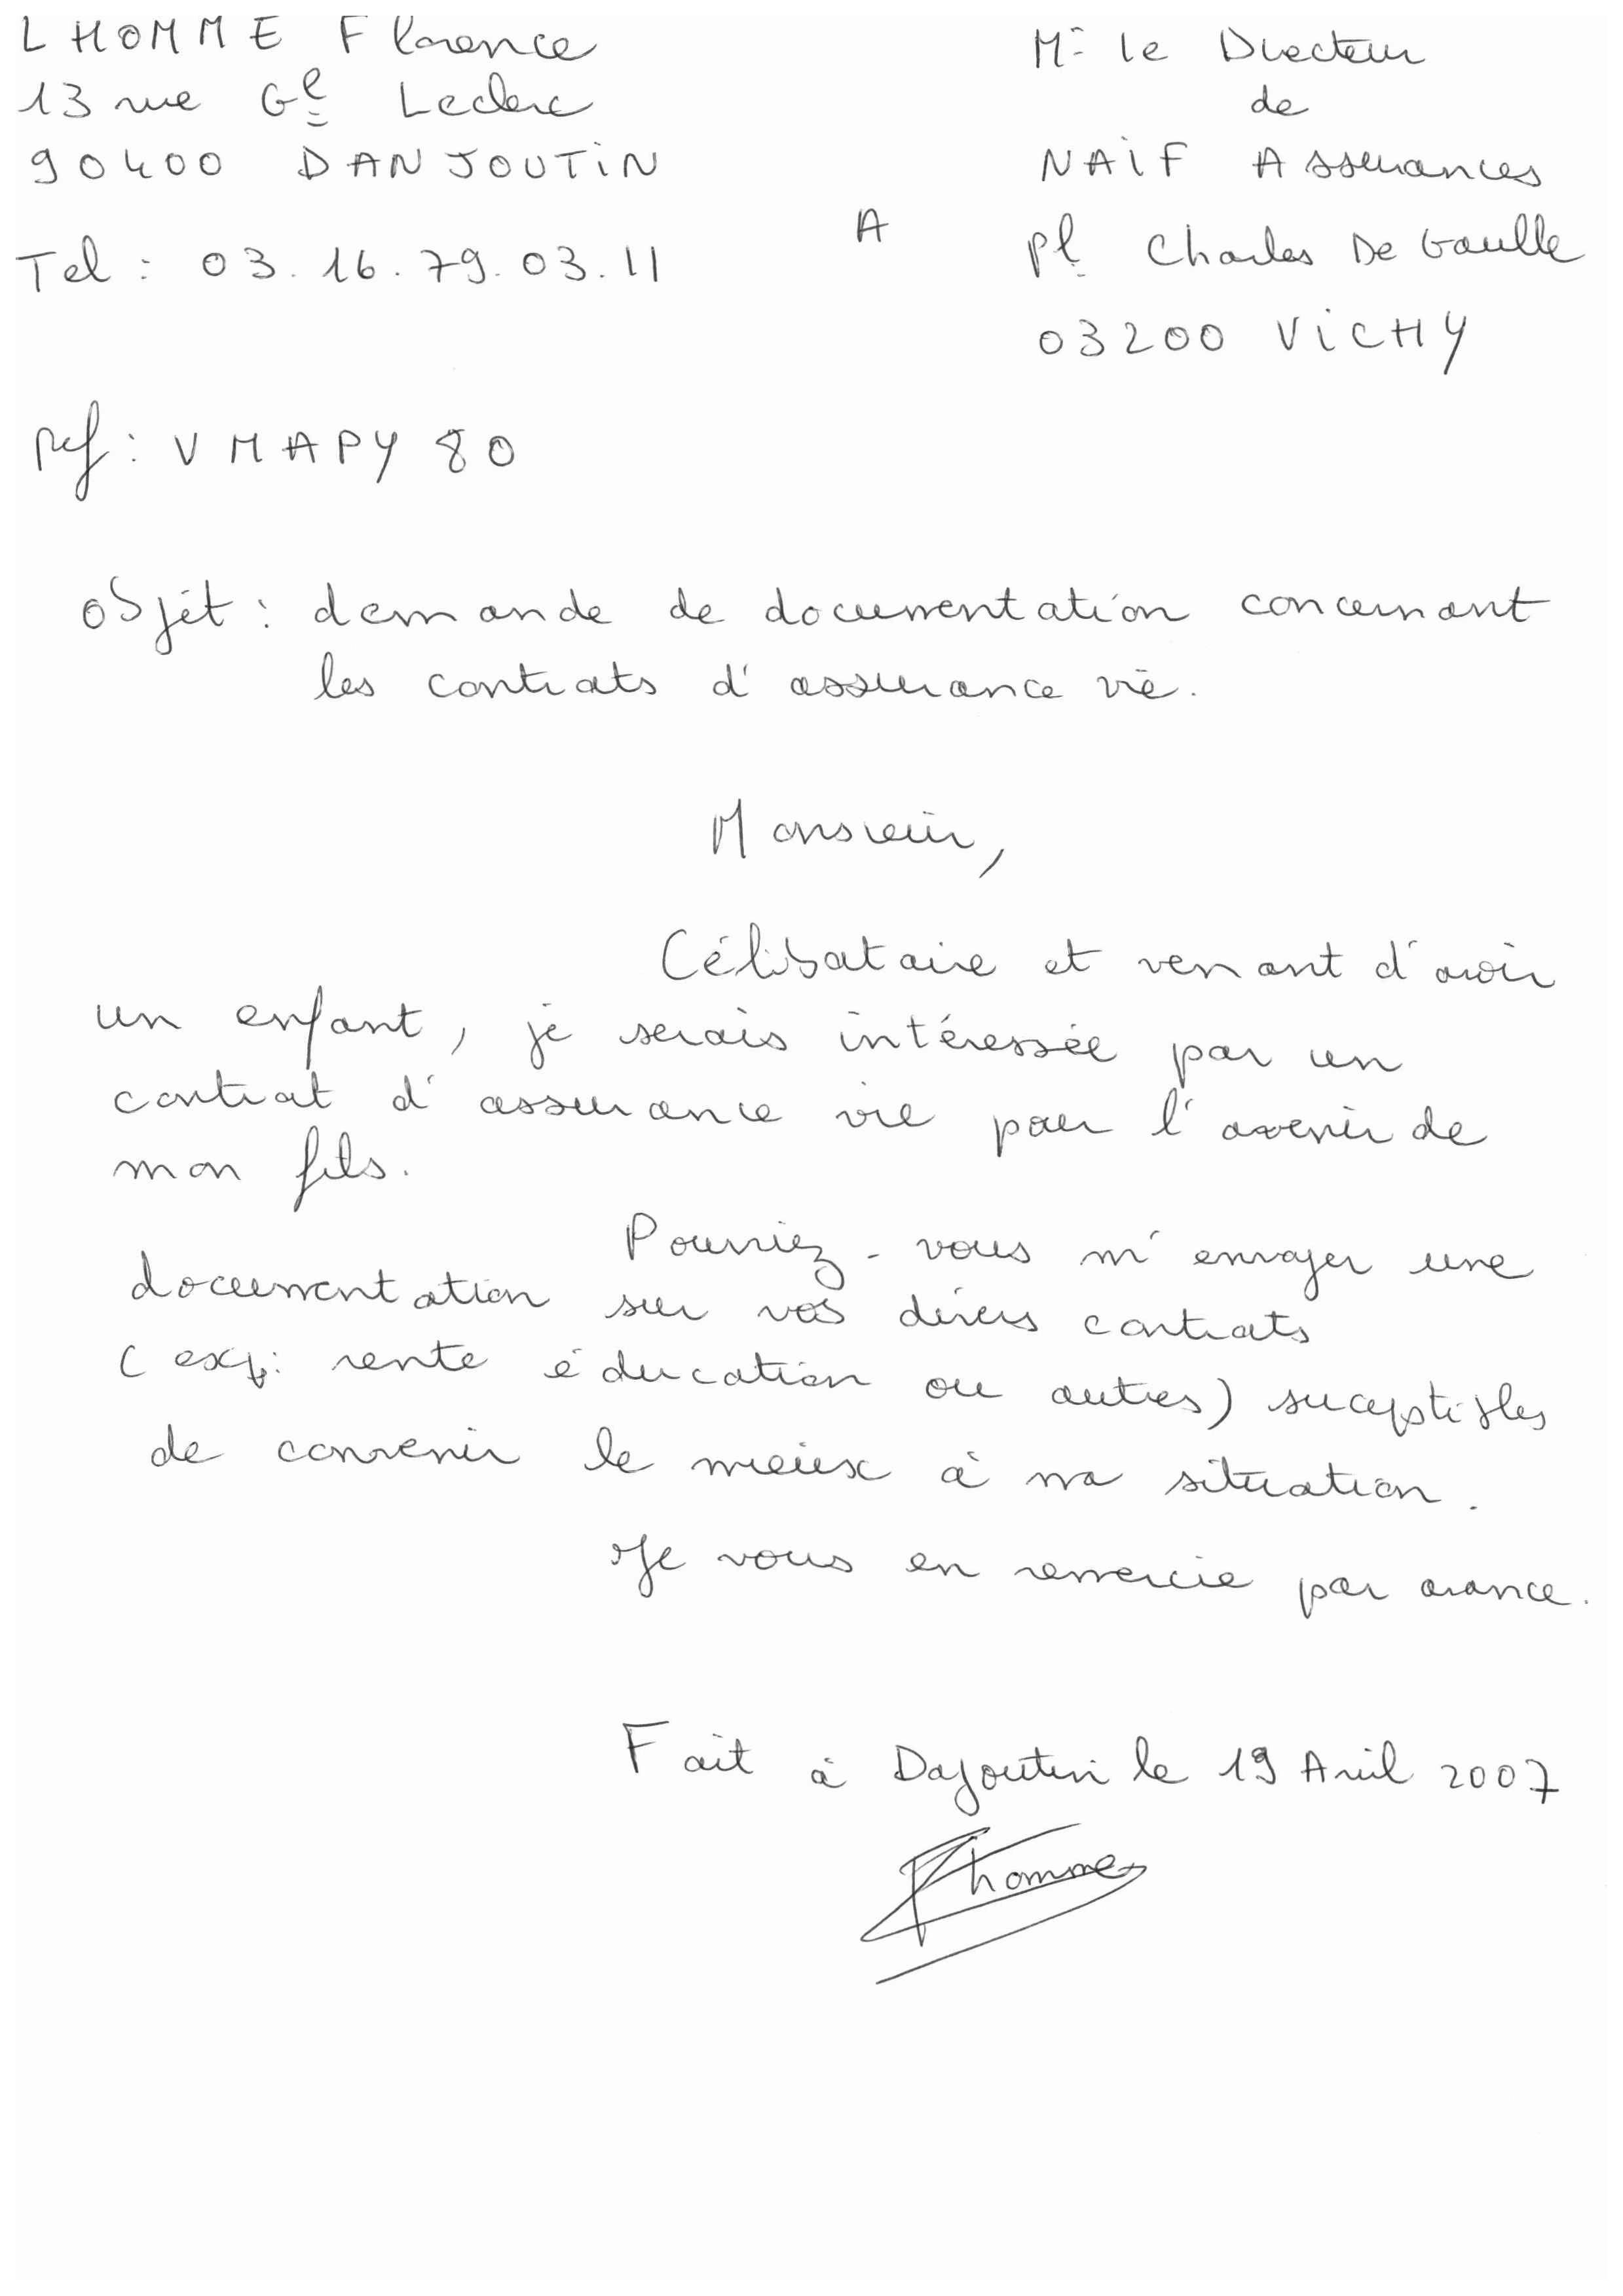 LHOMME Florence
13 rue Gel Leclerc
90400 DANJOUTIN
Tel : 03.16.79.03.11
Mr le Directeur
de
NAIF Assurances
A
Pl Charles De Gaulle
03200 VICHY
Ref : VMAPY 80
Objet : demande de documentation concernant
les contrats d'assurance vie.
Monsieur,
Célibataire et venant d'avoir
un enfant, je serais intéressée par un
contrat d'assurance vie pour l'avenir de
mon fils.
Pourriez-vous m'envoyer une
documentation sur vos divers contrats
(exp: rente éducation ou autres) suceptibles
de convenir le mieux à ma situation.
Je vous en remercie par avance.
Fait à Dajoutin le 19 Avril 2007
Lhomme